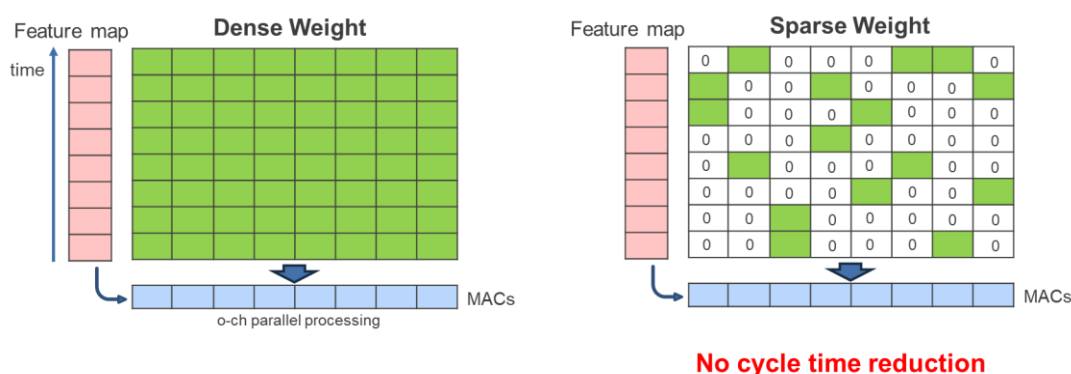 Dense Weight
Feature map
time
MACs
o-ch parallel processing
Sparse Weight
Feature map
0 0 0 0 0
0 0 0 0 0
0 0 0 0 0 0
0 0 0 0 0 0 0
0 0 0 0 0 0
0 0 0 0 0 0
0 0 0 0 0 0 0
0 0 0 0 0 0
MACs
No cycle time reduction